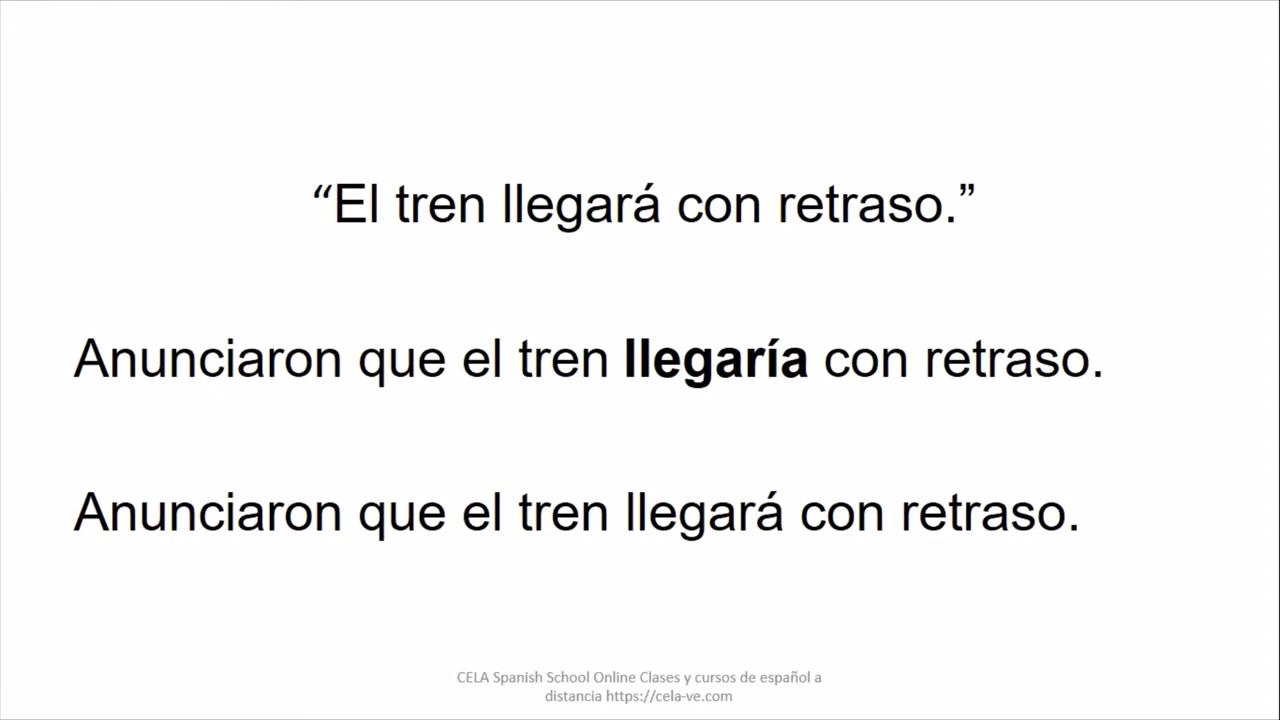 “El tren llegará con retraso.”
Anunciaron que el tren llegaría con retraso.
Anunciaron que el tren llegará con retraso.
CELA Spanish School Online Clases y cursos de español a
distancia https://cela-ve.com